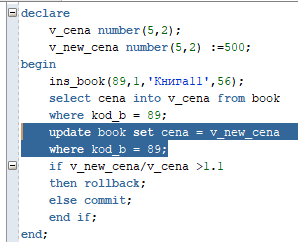 declare
v_cena number(5,2);
v_new_cena number(5,2) :=500;
begin
ins_book(89,1,'Книга11',56);
select cena into v_cena from book
where kod_b = 89;
update book set cena = v_new_cena
where kod_b = 89;
if v_new_cena/v_cena >1.1
then rollback;
else commit;
end if;
end;